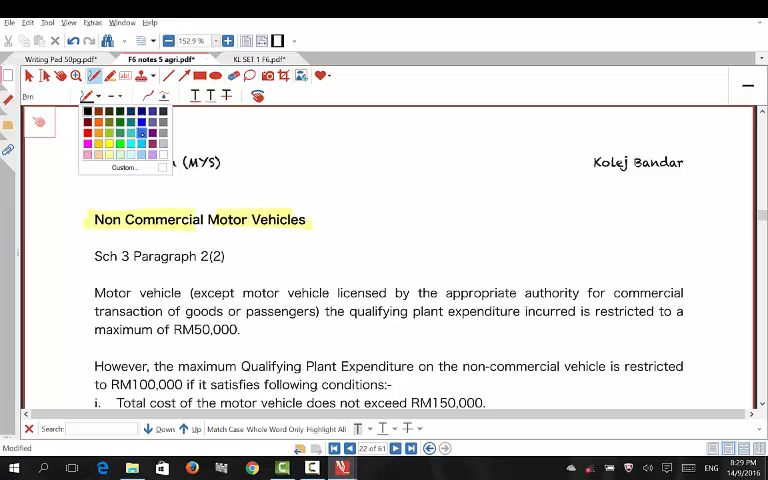 File Edit Tool View Extras Window Help
152.9 %
Writing Pad 50pg.pdf* F6 notes 5 agri.pdf* KL SET 1 F6.pdf*
Pen
Custom...
(MYS) Kolej Bandar
Non Commercial Motor Vehicles
Sch 3 Paragraph 2(2)
Motor vehicle (except motor vehicle licensed by the appropriate authority for commercial
transaction of goods or passengers) the qualifying plant expenditure incurred is restricted to a
maximum of RM50,000.
However, the maximum Qualifying Plant Expenditure on the non-commercial vehicle is restricted
to RM100,000 if it satisfies following conditions:-
i. Total cost of the motor vehicle does not exceed RM150,000.
Search: Down Up Match Case Whole Word Only Highlight All
Modified 22 of 61
ENG 8:29 PM
14/9/2016